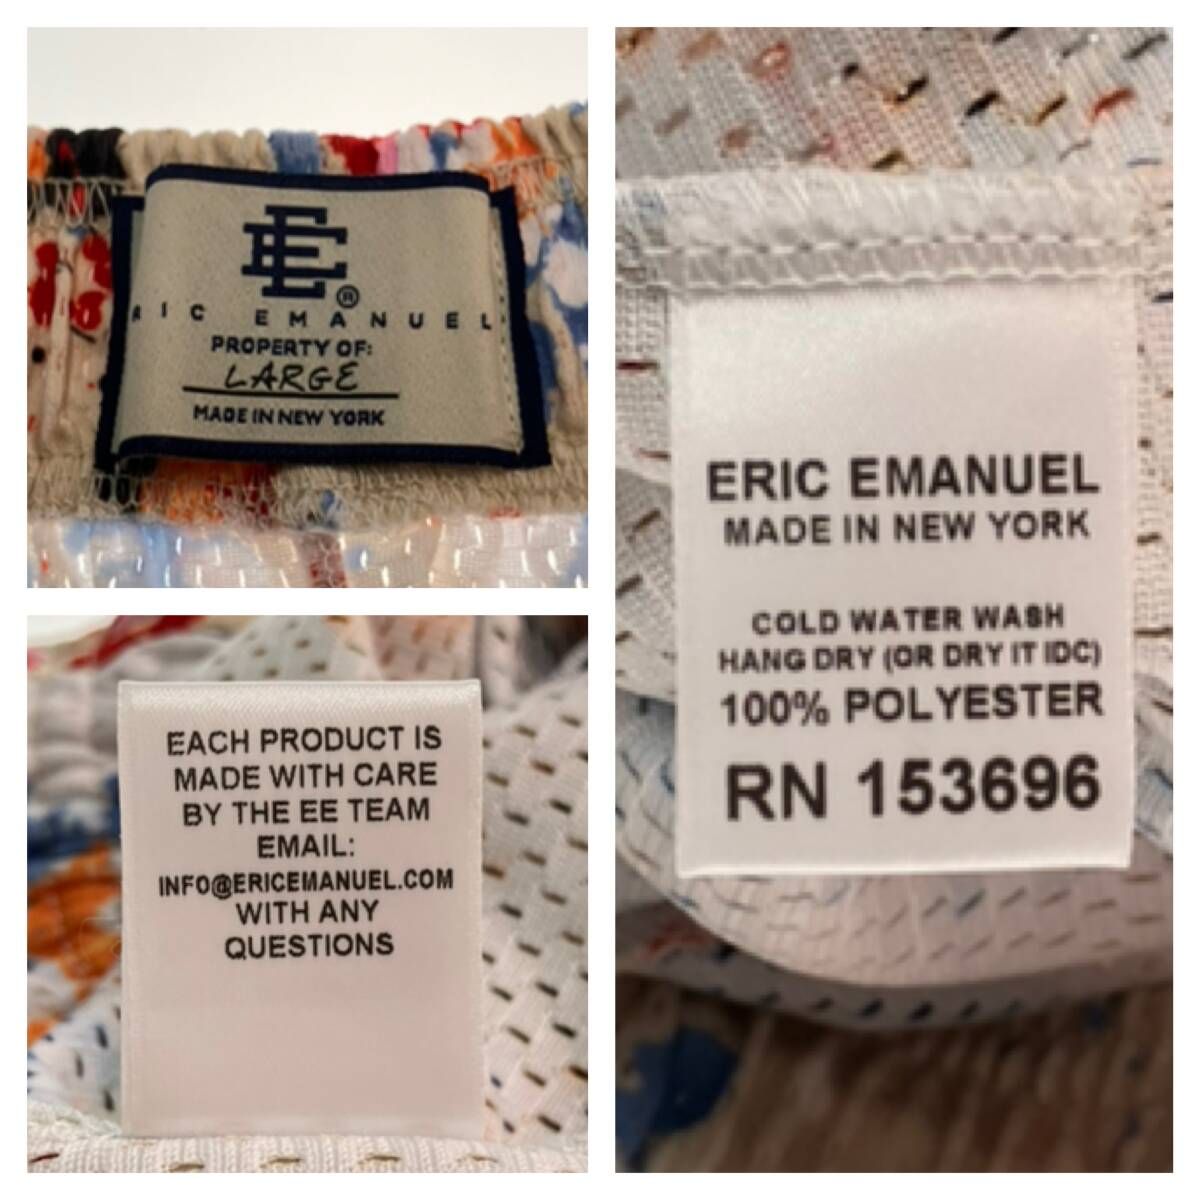 EE®
ERIC EMANUEL
PROPERTY OF:
LARGE
MADE IN NEW YORK
EACH PRODUCT IS
MADE WITH CARE
BY THE EE TEAM
EMAIL:
INFO@ERICEMANUEL.COM
WITH ANY
QUESTIONS
ERIC EMANUEL
MADE IN NEW YORK
COLD WATER WASH
HANG DRY (OR DRY IT IDC)
100% POLYESTER
RN 153696